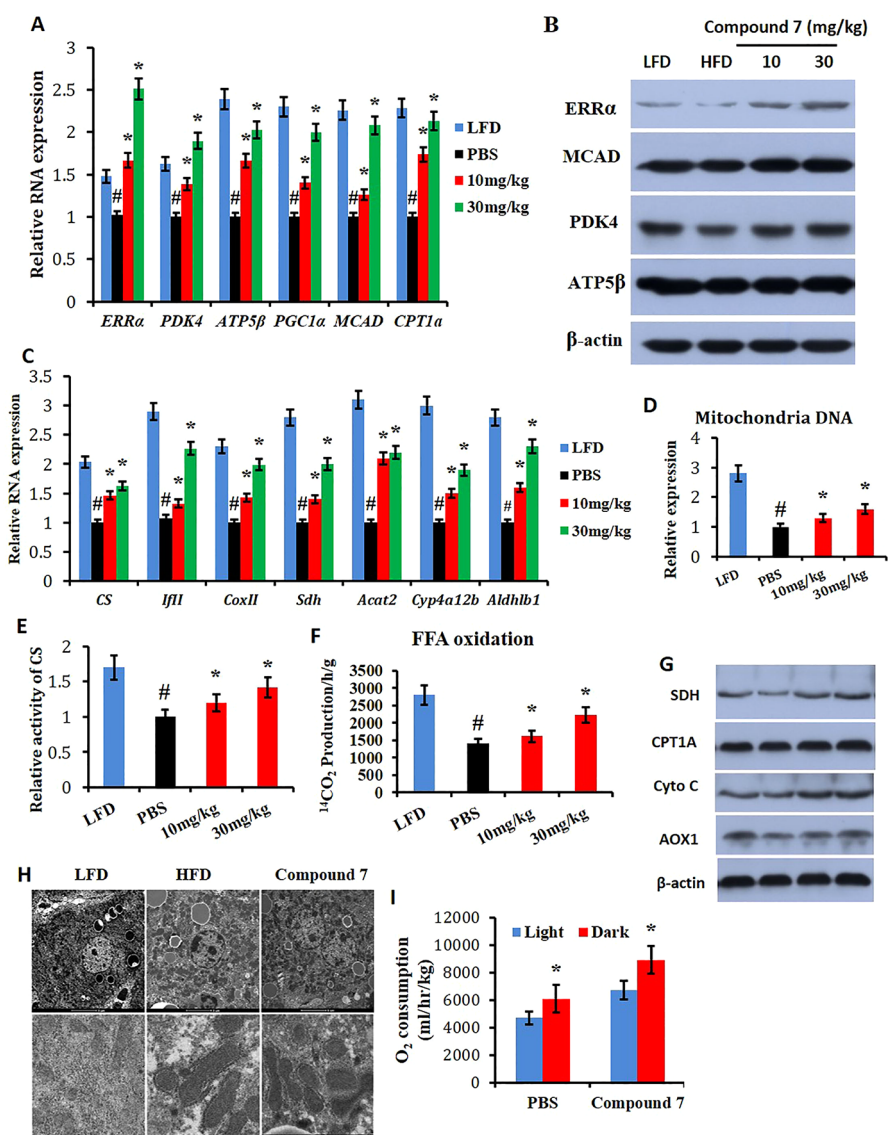 A
Relative RNA expression
3
2.5
2
1.5
1
0.5
0
# * * # * * # * * # * * # * * # * *
LFD
PBS
10mg/kg
30mg/kg
ERRα PDK4 ATP5β PGC1α MCAD CPT1a
B
Compound 7 (mg/kg)
LFD HFD 10 30
ERRα
MCAD
PDK4
ATP5β
β-actin
C
Relative RNA expression
3.5
3
2.5
2
1.5
1
0.5
0
# * * # * * # * * # * * # * * # * * # * *
LFD
PBS
10mg/kg
30mg/kg
CS IfII CoxII Sdh Acat2 Cyp4a12b Aldhlb1
D
Mitochondria DNA
Relative expression
4
3
2
1
0
# * *
LFD PBS 10mg/kg 30mg/kg
E
Relative activity of CS
2
1.5
1
0.5
0
# * *
LFD PBS 10mg/kg 30mg/kg
F
FFA oxidation
¹⁴CO₂ Production/h/g
3500
3000
2500
2000
1500
1000
500
0
# * *
LFD PBS 10mg/kg 30mg/kg
G
SDH
CPT1A
Cyto C
AOX1
β-actin
H
LFD HFD Compound 7
I
O₂ consumption
(ml/hr/kg)
12000
10000
8000
6000
4000
2000
0
Light Dark
* *
PBS Compound 7